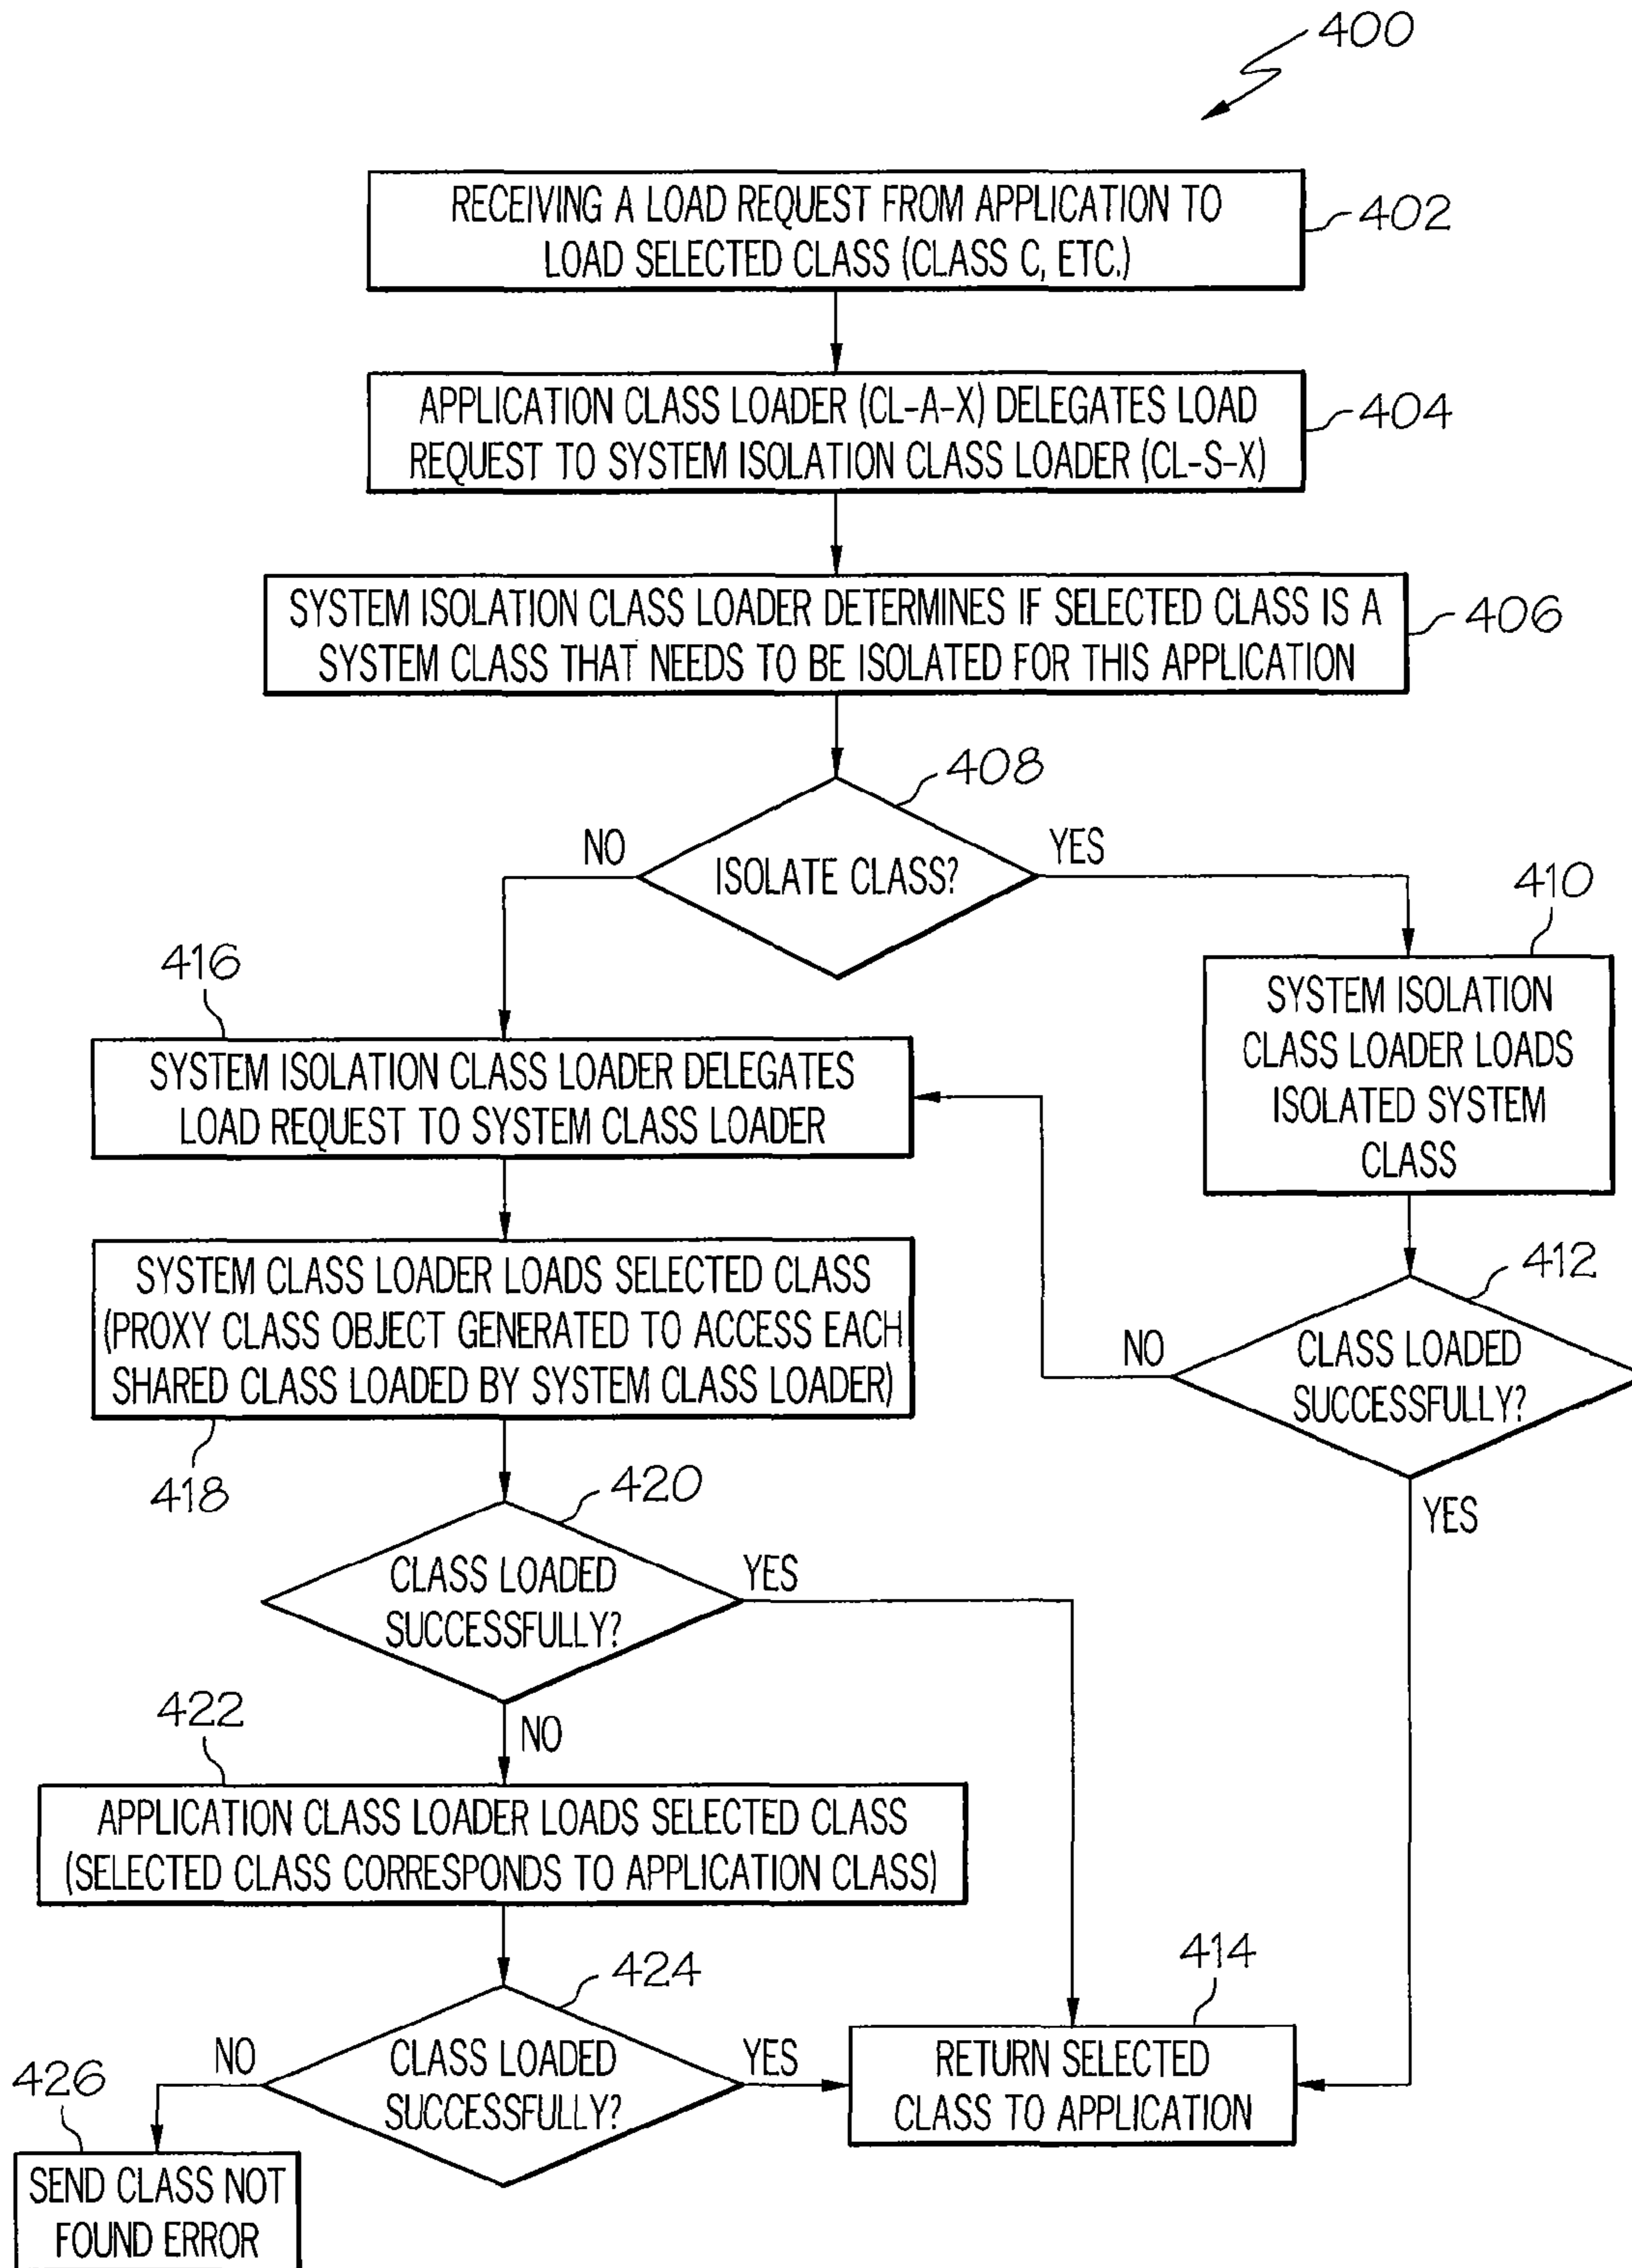 400
RECEIVING A LOAD REQUEST FROM APPLICATION TO
LOAD SELECTED CLASS (CLASS C, ETC.)
402
APPLICATION CLASS LOADER (CL-A-X) DELEGATES LOAD
REQUEST TO SYSTEM ISOLATION CLASS LOADER (CL-S-X)
404
SYSTEM ISOLATION CLASS LOADER DETERMINES IF SELECTED CLASS IS A
SYSTEM CLASS THAT NEEDS TO BE ISOLATED FOR THIS APPLICATION
406
408
NO
YES
ISOLATE CLASS?
410
SYSTEM ISOLATION
CLASS LOADER LOADS
ISOLATED SYSTEM
CLASS
416
SYSTEM ISOLATION CLASS LOADER DELEGATES
LOAD REQUEST TO SYSTEM CLASS LOADER
SYSTEM CLASS LOADER LOADS SELECTED CLASS
(PROXY CLASS OBJECT GENERATED TO ACCESS EACH
SHARED CLASS LOADED BY SYSTEM CLASS LOADER)
418
412
NO
CLASS LOADED
SUCCESSFULLY?
YES
420
CLASS LOADED
SUCCESSFULLY?
YES
NO
422
APPLICATION CLASS LOADER LOADS SELECTED CLASS
(SELECTED CLASS CORRESPONDS TO APPLICATION CLASS)
424
NO
CLASS LOADED
SUCCESSFULLY?
YES
414
RETURN SELECTED
CLASS TO APPLICATION
426
SEND CLASS NOT
FOUND ERROR